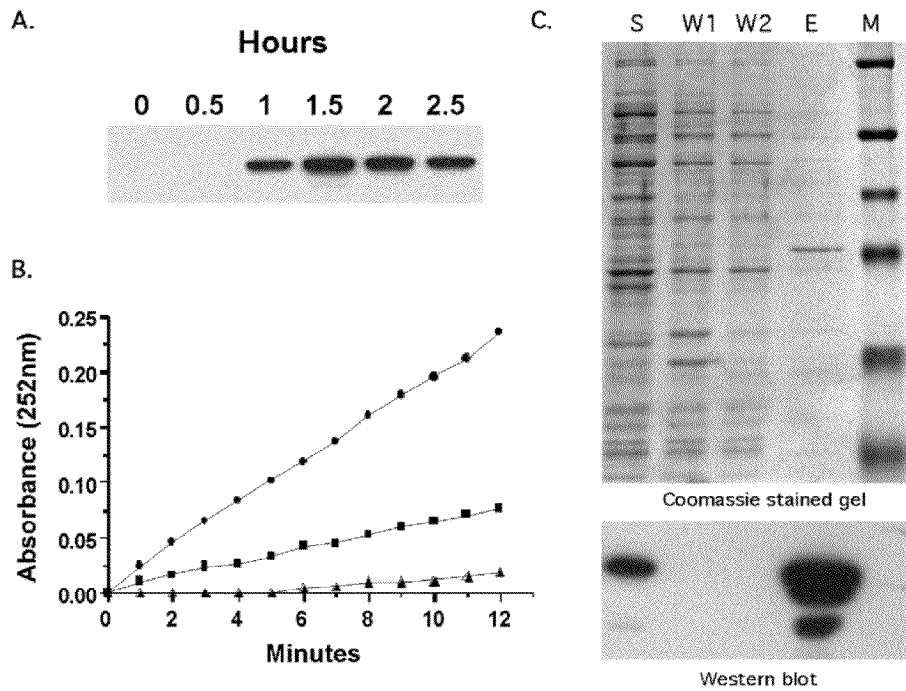 A.
Hours
0 0.5 1 1.5 2 2.5
B.
0.25
0.20
0.15
0.10
0.05
0.00
Absorbance (252nm)
0 2 4 6 8 10 12
Minutes
C.
S W1 W2 E M
Coomassie stained gel
Western blot